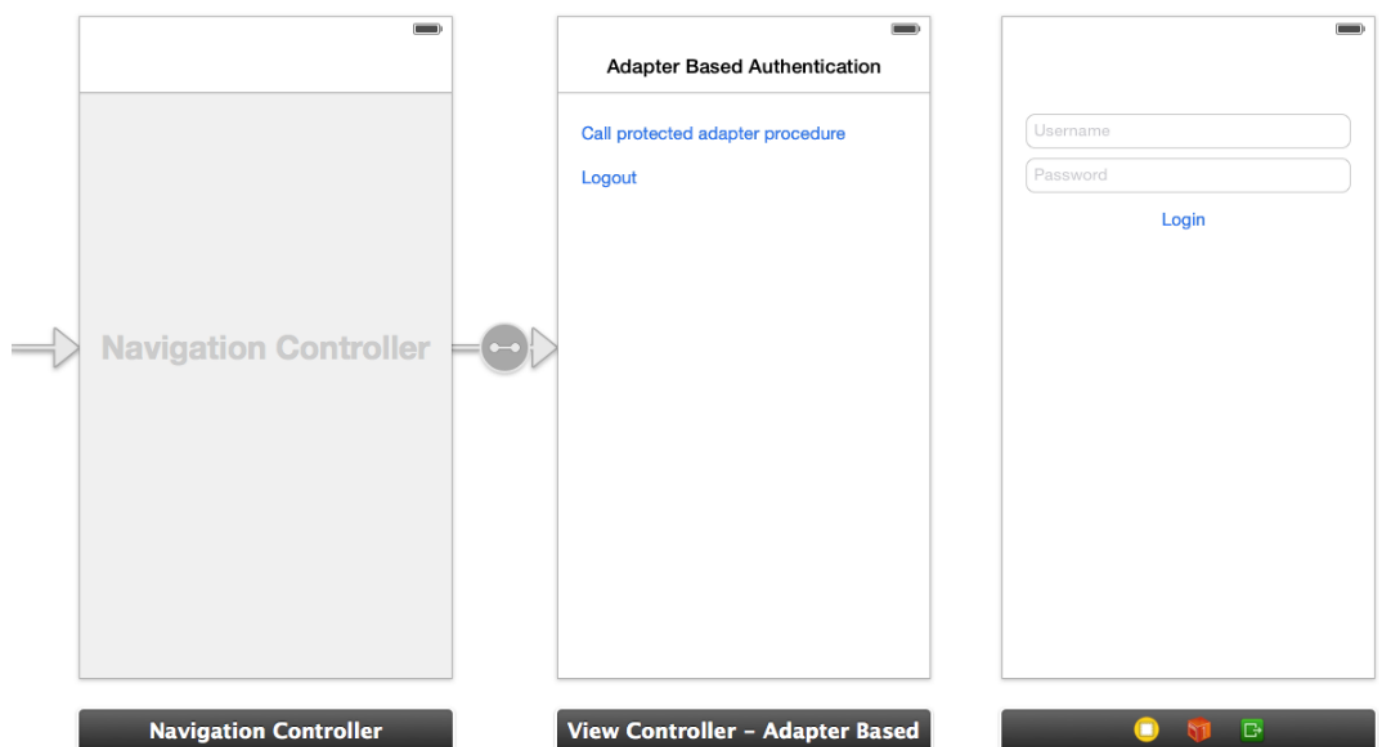 Navigation Controller
Navigation Controller
Adapter Based Authentication
Call protected adapter procedure
Logout
View Controller – Adapter Based
Username
Password
Login